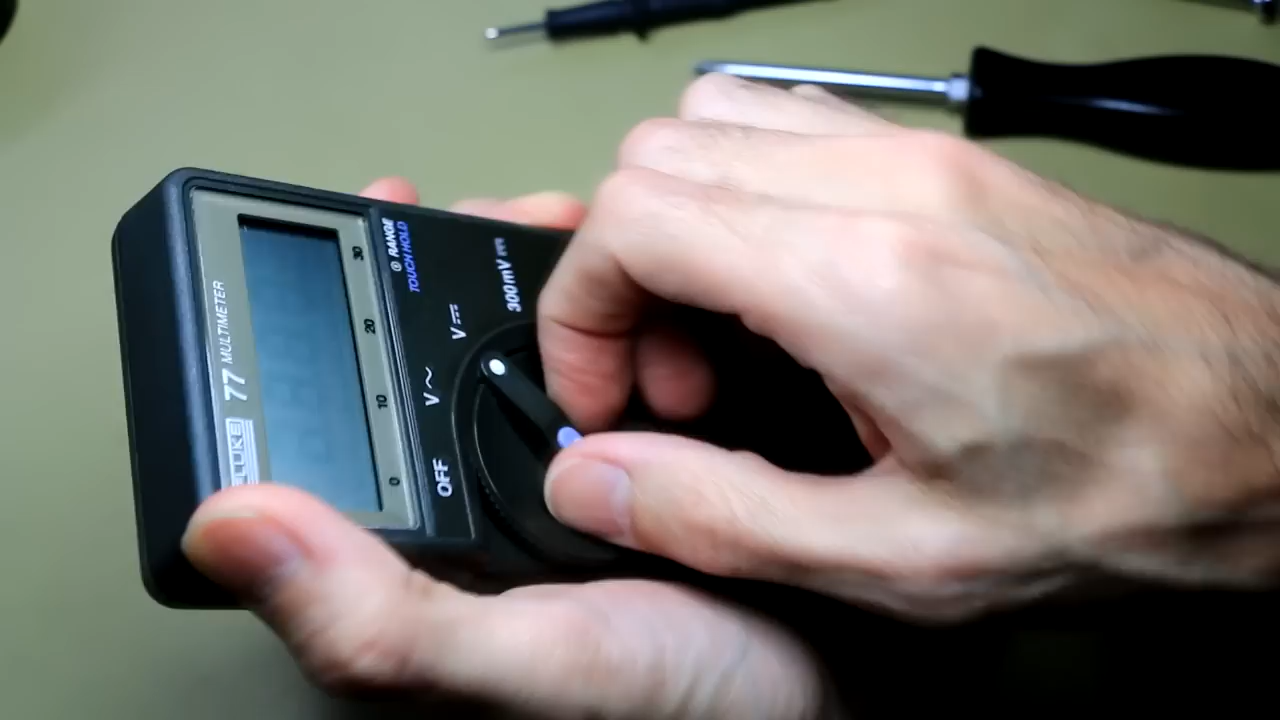 FLUKE 77 MULTIMETER
0 10 20 30
RANGE
TOUCH HOLD
OFF
V~
V⎓
300mV⎓